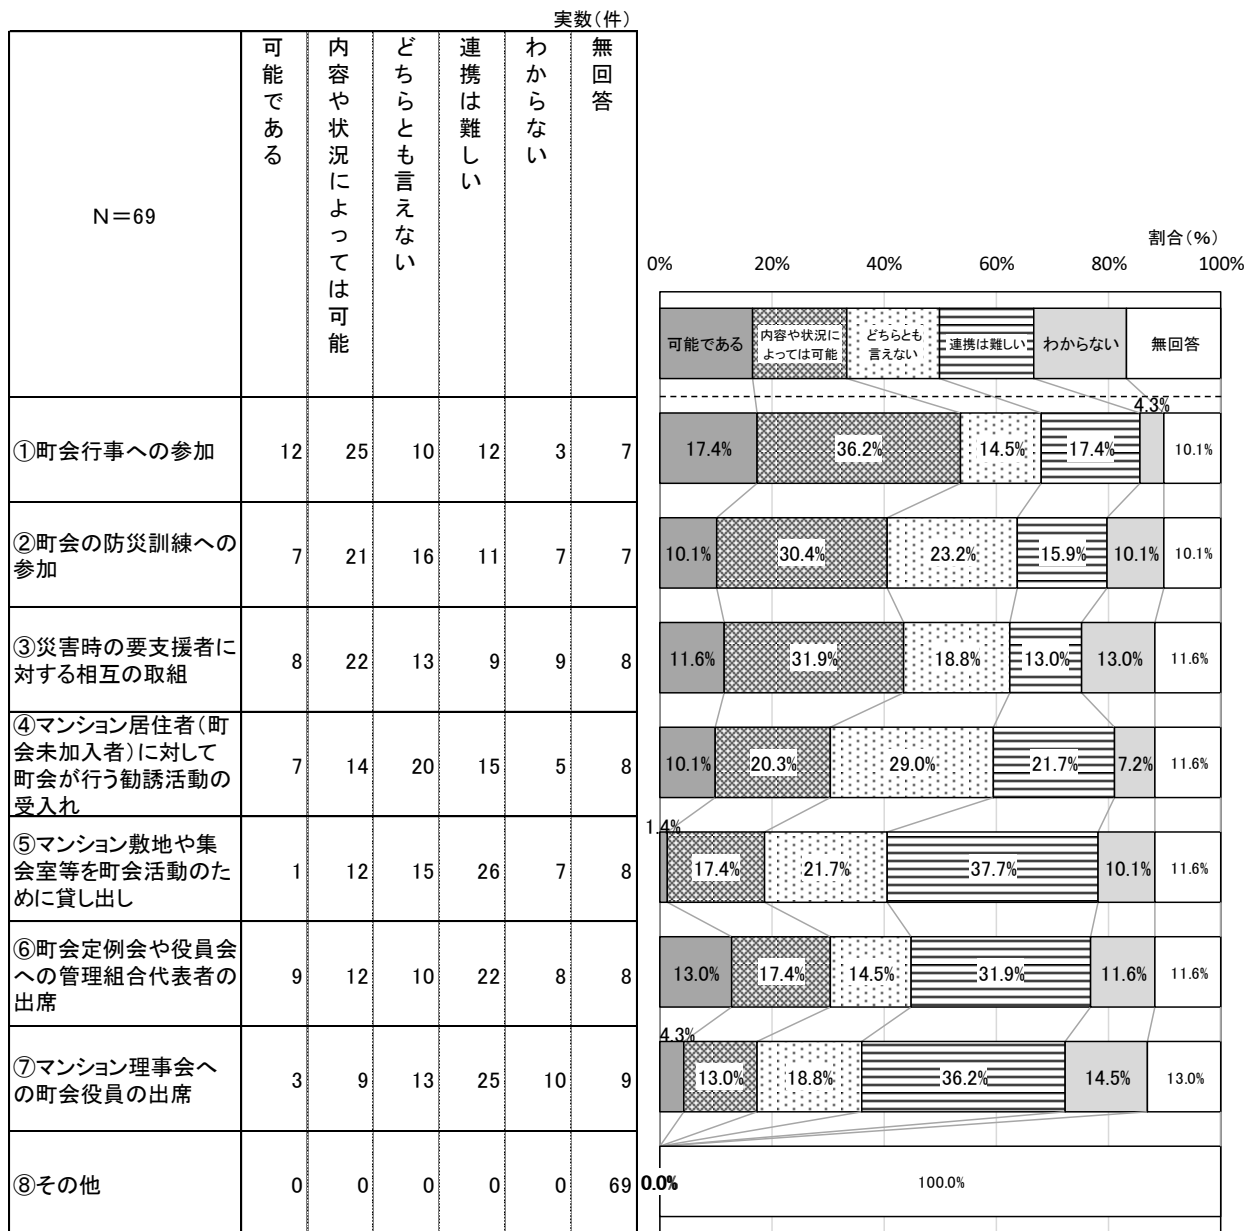 実数(件)
N=69
可能である
内容や状況によっては可能
どちらとも言えない
連携は難しい
わからない
無回答
割合(%)
0% 20% 40% 60% 80% 100%
可能である
内容や状況に
よっては可能
どちらとも
言えない
連携は難しい
わからない
無回答
①町会行事への参加
12 25 10 12 3 7
17.4% 36.2% 14.5% 17.4% 4.3% 10.1%
②町会の防災訓練への
参加
7 21 16 11 7 7
10.1% 30.4% 23.2% 15.9% 10.1% 10.1%
③災害時の要支援者に
対する相互の取組
8 22 13 9 9 8
11.6% 31.9% 18.8% 13.0% 13.0% 11.6%
④マンション居住者(町
会未加入者)に対して
町会が行う勧誘活動の
受入れ
7 14 20 15 5 8
10.1% 20.3% 29.0% 21.7% 7.2% 11.6%
⑤マンション敷地や集
会室等を町会活動のた
めに貸し出し
1 12 15 26 7 8
1.4% 17.4% 21.7% 37.7% 10.1% 11.6%
⑥町会定例会や役員会
への管理組合代表者の
出席
9 12 10 22 8 8
13.0% 17.4% 14.5% 31.9% 11.6% 11.6%
⑦マンション理事会へ
の町会役員の出席
3 9 13 25 10 9
4.3% 13.0% 18.8% 36.2% 14.5% 13.0%
⑧その他
0 0 0 0 0 69
0.0% 100.0%